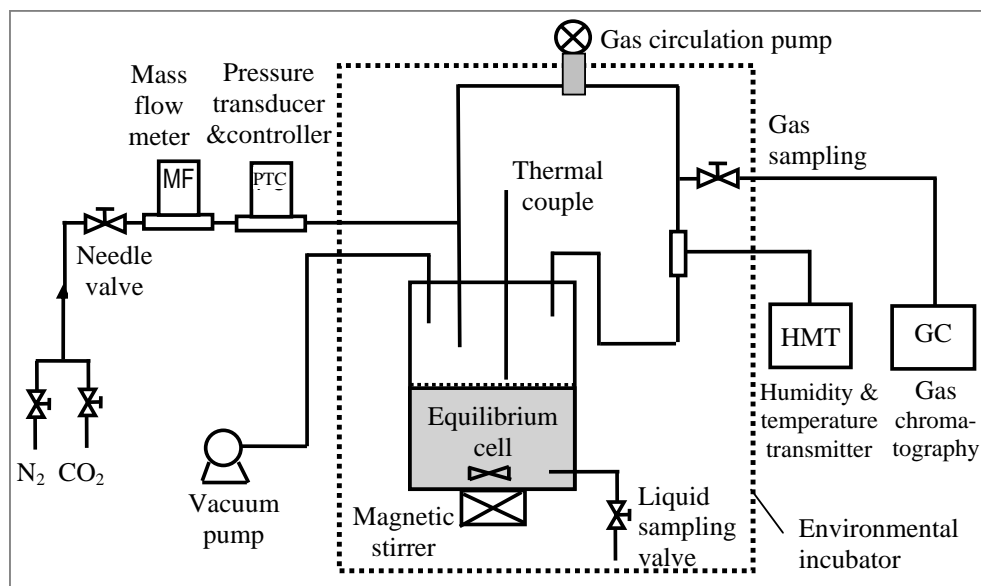 Gas circulation pump
Mass
flow
meter
Pressure
transducer
&controller
Gas
sampling
MF
PTC
Thermal
couple
Needle
valve
HMT
GC
Humidity &
temperature
transmitter
Gas
chroma-
tography
Equilibrium
cell
N2 CO2
Vacuum
pump
Magnetic
stirrer
Liquid
sampling
valve
Environmental
incubator